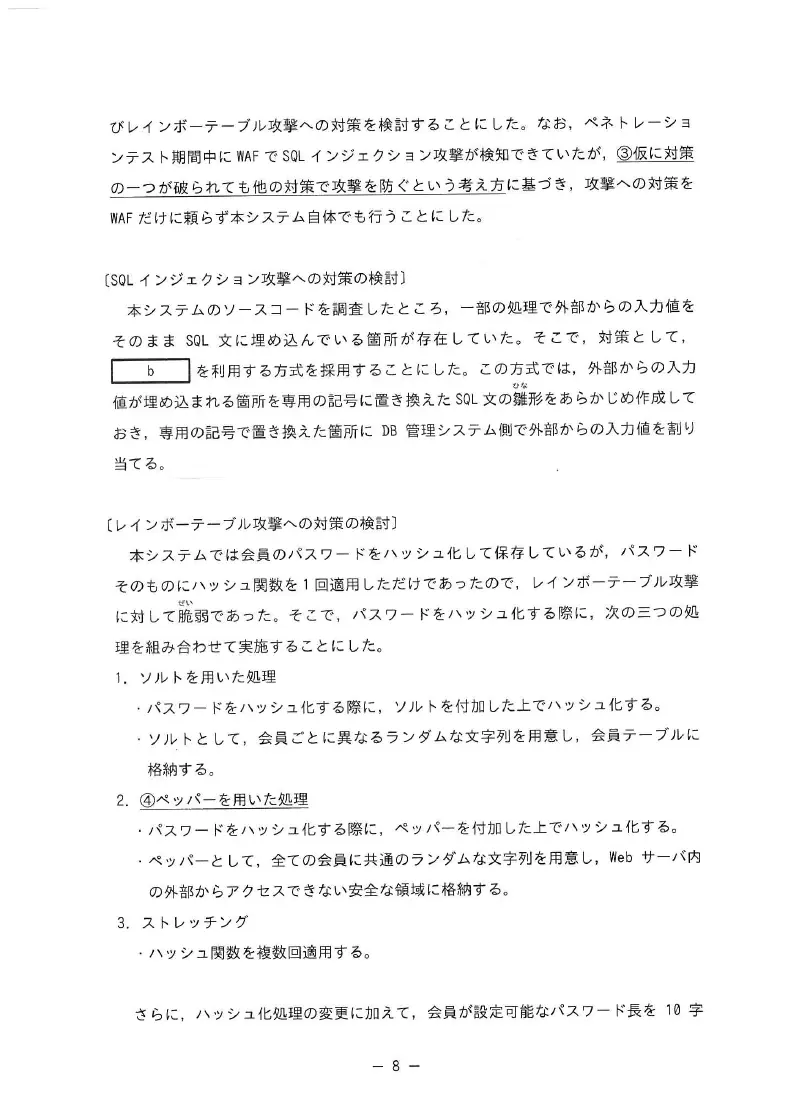 びレインボーテーブル攻撃への対策を検討することにした。なお，ペネトレーショ
ンテスト期間中に WAF で SQL インジェクション攻撃が検知できていたが，③仮に対策
の一つが破られても他の対策で攻撃を防ぐという考え方に基づき，攻撃への対策を
WAF だけに頼らず本システム自体でも行うことにした。
〔SQL インジェクション攻撃への対策の検討〕
本システムのソースコードを調査したところ，一部の処理で外部からの入力値を
そのまま SQL 文に埋め込んでいる箇所が存在していた。そこで，対策として，
b を利用する方式を採用することにした。この方式では，外部からの入力
ひな
値が埋め込まれる箇所を専用の記号に置き換えた SQL 文の雛形をあらかじめ作成して
おき，専用の記号で置き換えた箇所に DB 管理システム側で外部からの入力値を割り
当てる。
〔レインボーテーブル攻撃への対策の検討〕
本システムでは会員のパスワードをハッシュ化して保存しているが，パスワード
そのものにハッシュ関数を 1 回適用しただけであったので，レインボーテーブル攻撃
ぜい
に対して脆弱であった。そこで，パスワードをハッシュ化する際に，次の三つの処
理を組み合わせて実施することにした。
1．ソルトを用いた処理
・パスワードをハッシュ化する際に，ソルトを付加した上でハッシュ化する。
・ソルトとして，会員ごとに異なるランダムな文字列を用意し，会員テーブルに
格納する。
2．④ペッパーを用いた処理
・パスワードをハッシュ化する際に，ペッパーを付加した上でハッシュ化する。
・ペッパーとして，全ての会員に共通のランダムな文字列を用意し，Web サーバ内
の外部からアクセスできない安全な領域に格納する。
3．ストレッチング
・ハッシュ関数を複数回適用する。
さらに，ハッシュ化処理の変更に加えて，会員が設定可能なパスワード長を 10 字
－ 8 －